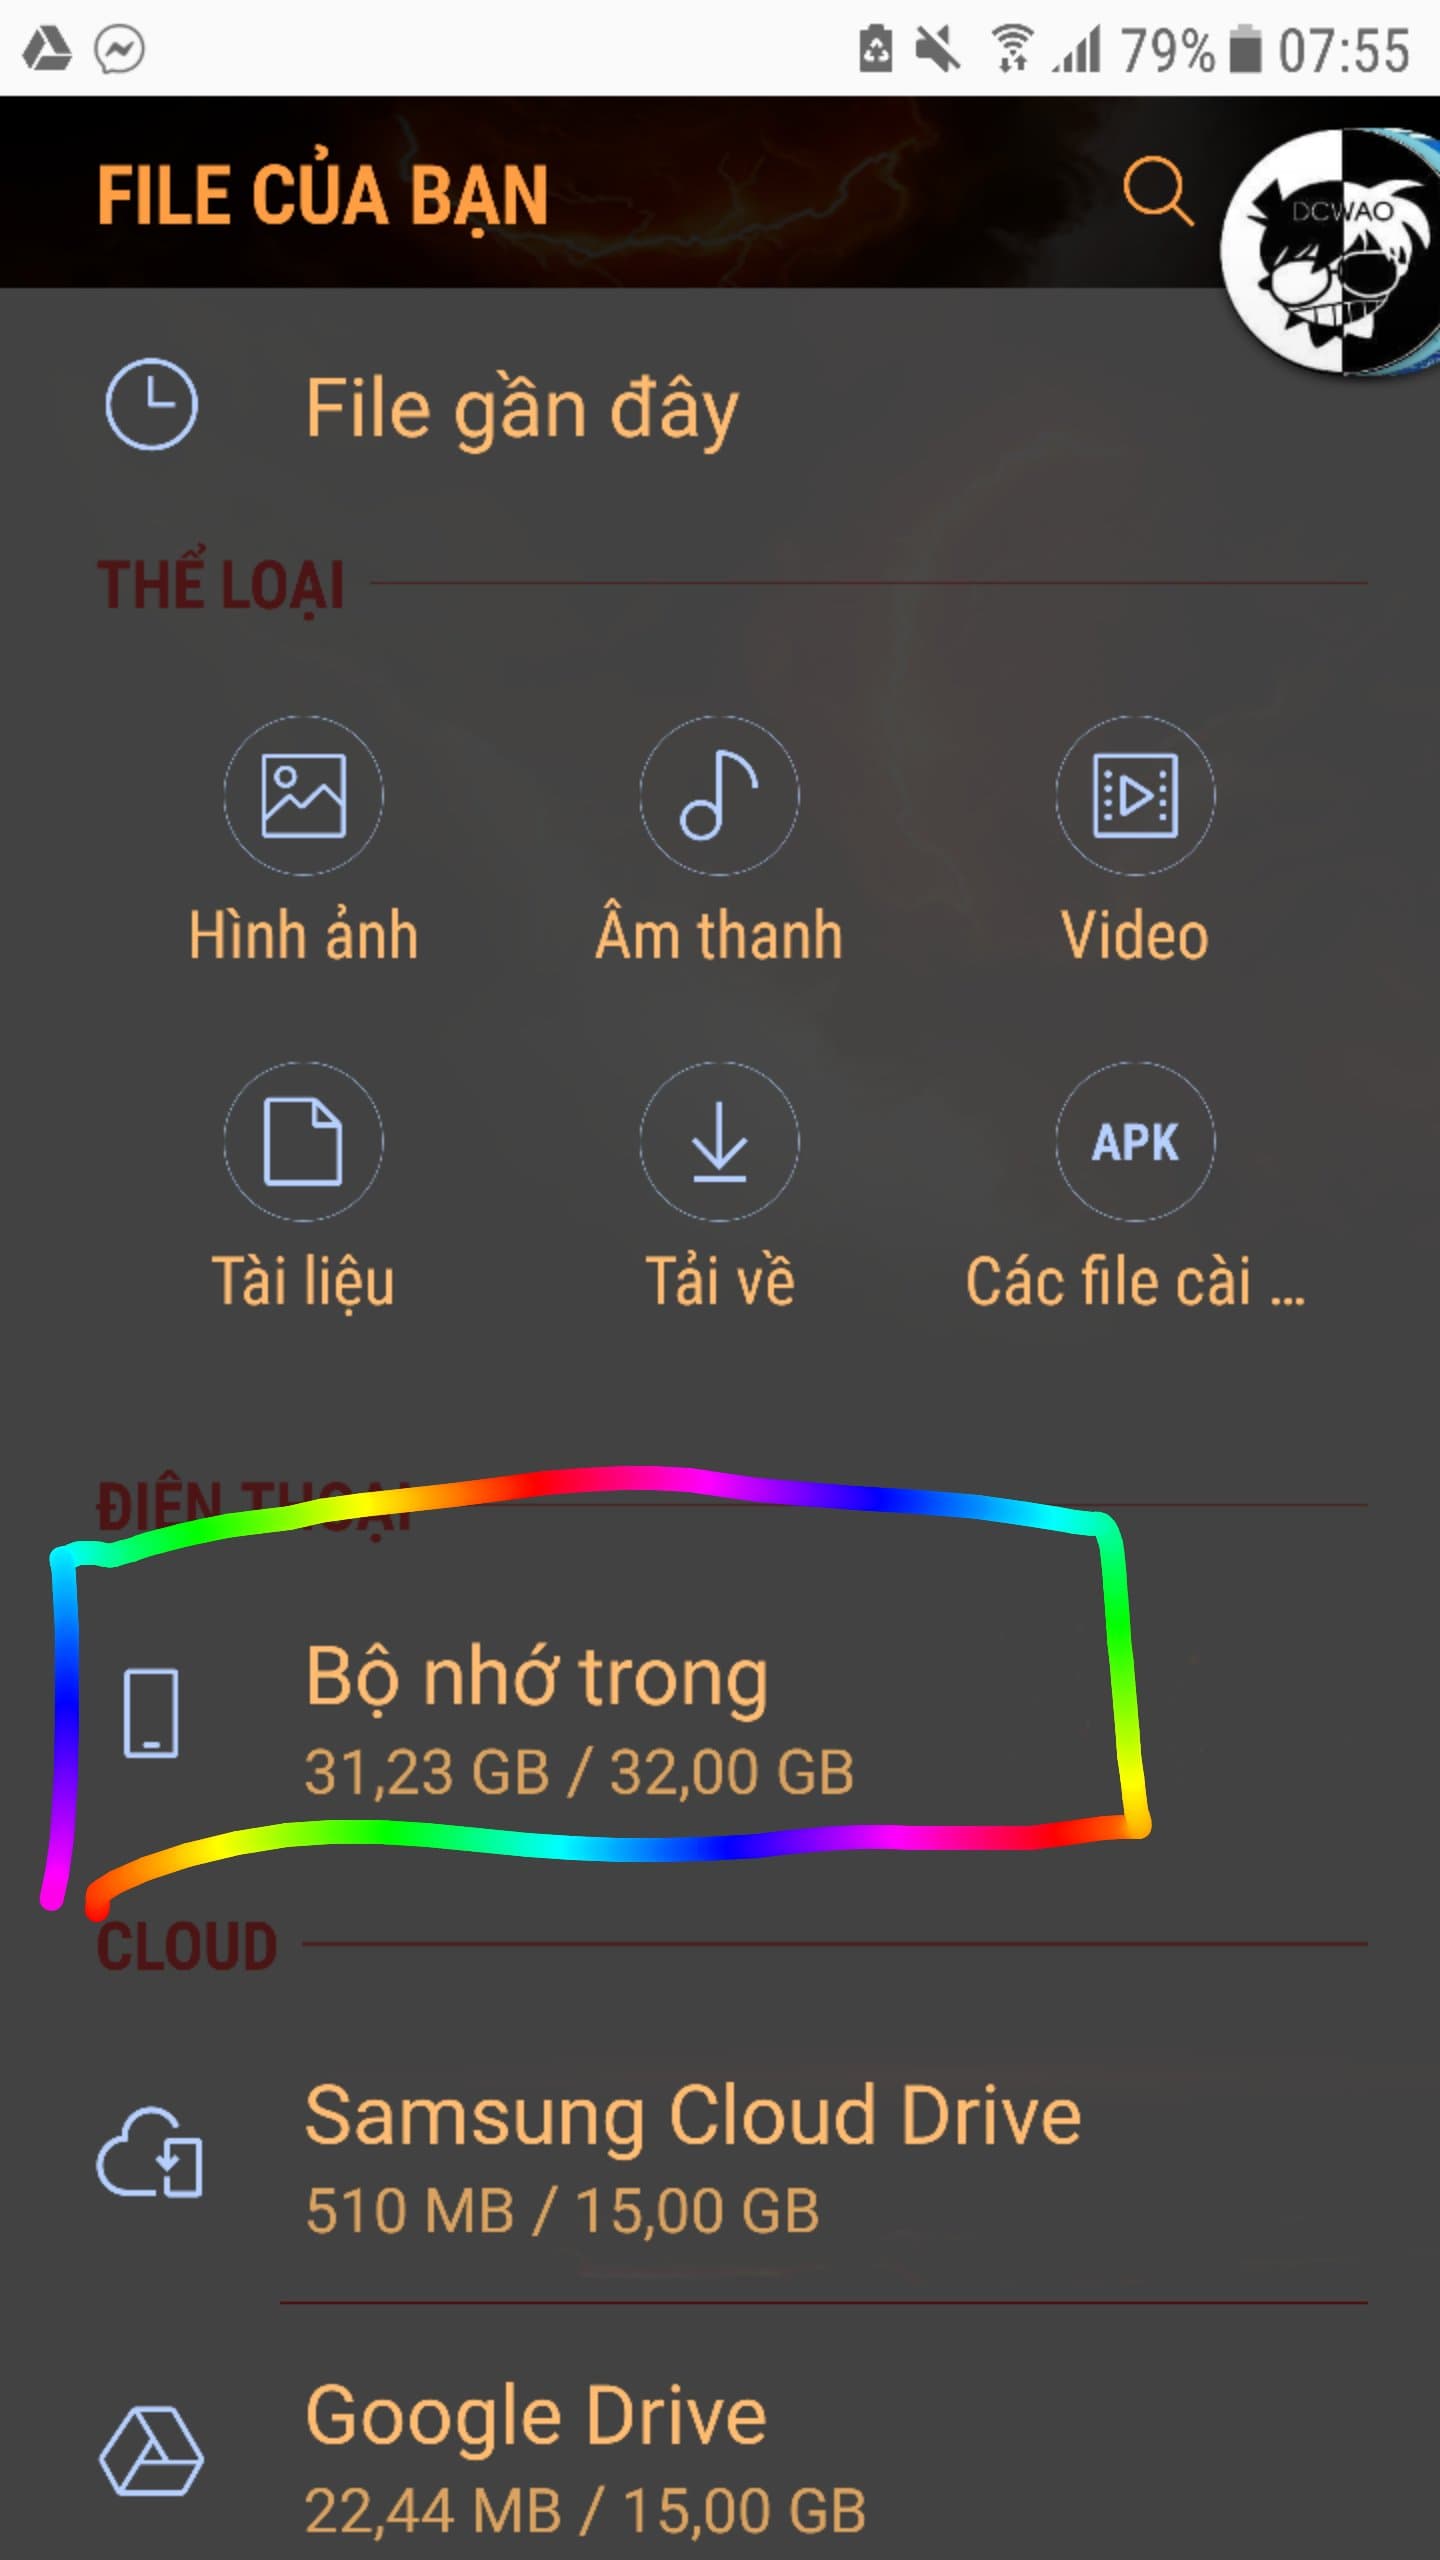 79% 07:55
FILE CỦA BẠN
DCWAO
File gần đây
THỂ LOẠI
Hình ảnh
Âm thanh
Video
APK
Tài liệu
Tải về
Các file cài ...
ĐIỆN THOẠI
Bộ nhớ trong
31,23 GB / 32,00 GB
CLOUD
Samsung Cloud Drive
510 MB / 15,00 GB
Google Drive
22,44 MB / 15,00 GB